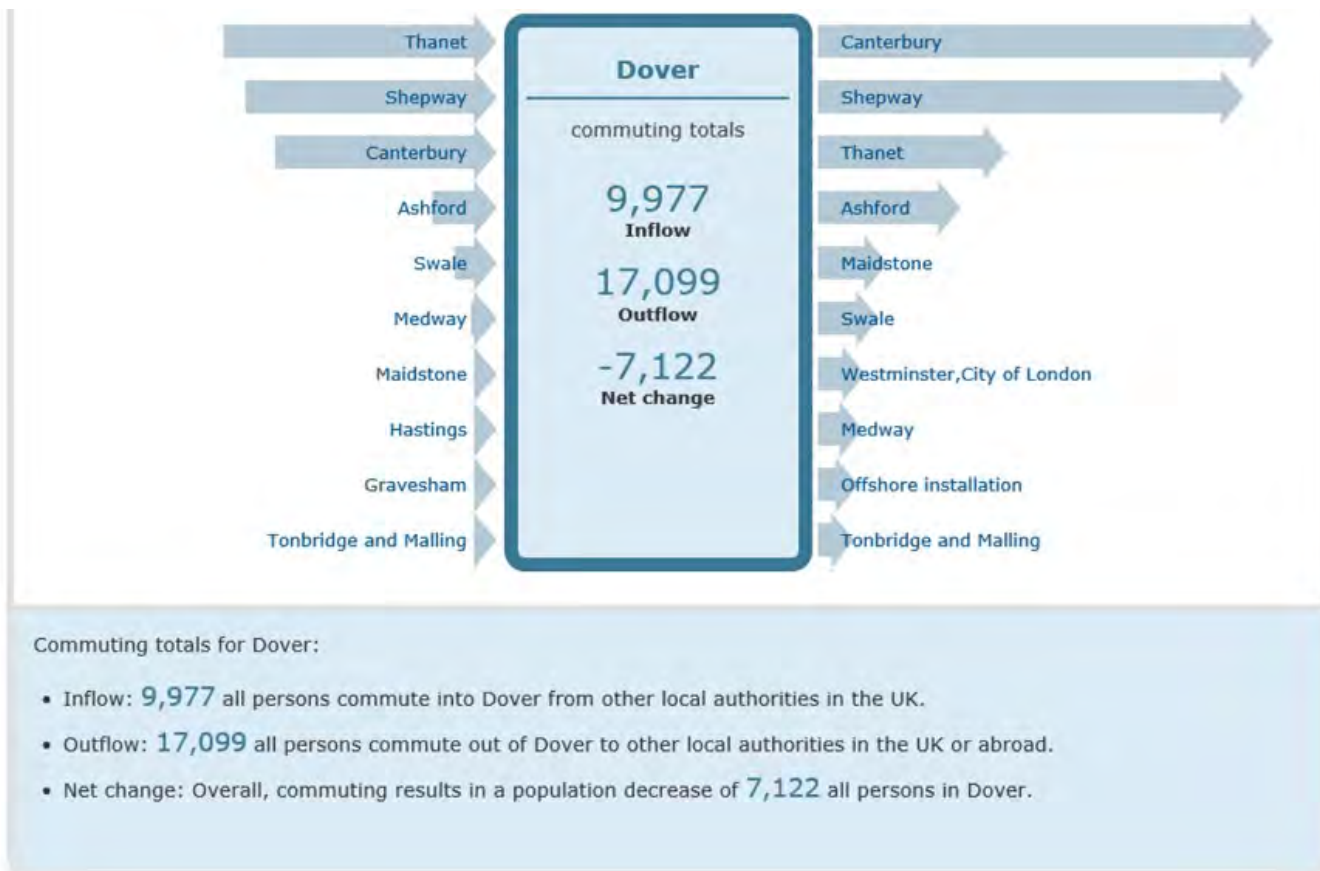 Thanet
Shepway
Canterbury
Ashford
Swale
Medway
Maidstone
Hastings
Gravesham
Tonbridge and Malling
Dover
commuting totals
9,977
Inflow
17,099
Outflow
-7,122
Net change
Canterbury
Shepway
Thanet
Ashford
Maidstone
Swale
Westminster,City of London
Medway
Offshore installation
Tonbridge and Malling
Commuting totals for Dover:
• Inflow: 9,977 all persons commute into Dover from other local authorities in the UK.
• Outflow: 17,099 all persons commute out of Dover to other local authorities in the UK or abroad.
• Net change: Overall, commuting results in a population decrease of 7,122 all persons in Dover.